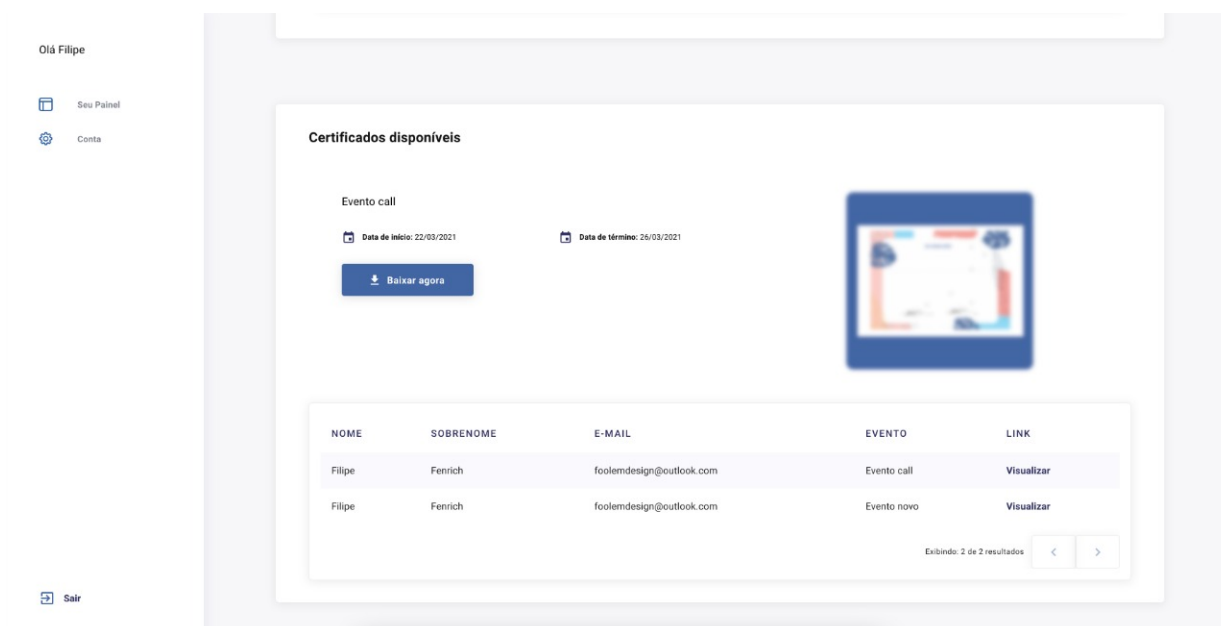 Olá Filipe
Seu Painel
Conta
Certificados disponíveis
Evento call
Data de início: 22/03/2021 Data de término: 26/03/2021
Baixar agora
NOME SOBRENOME E-MAIL EVENTO LINK
Filipe Fenrich foolemdesign@outlook.com Evento call Visualizar
Filipe Fenrich foolemdesign@outlook.com Evento novo Visualizar
Exibindo: 2 de 2 resultados
Sair